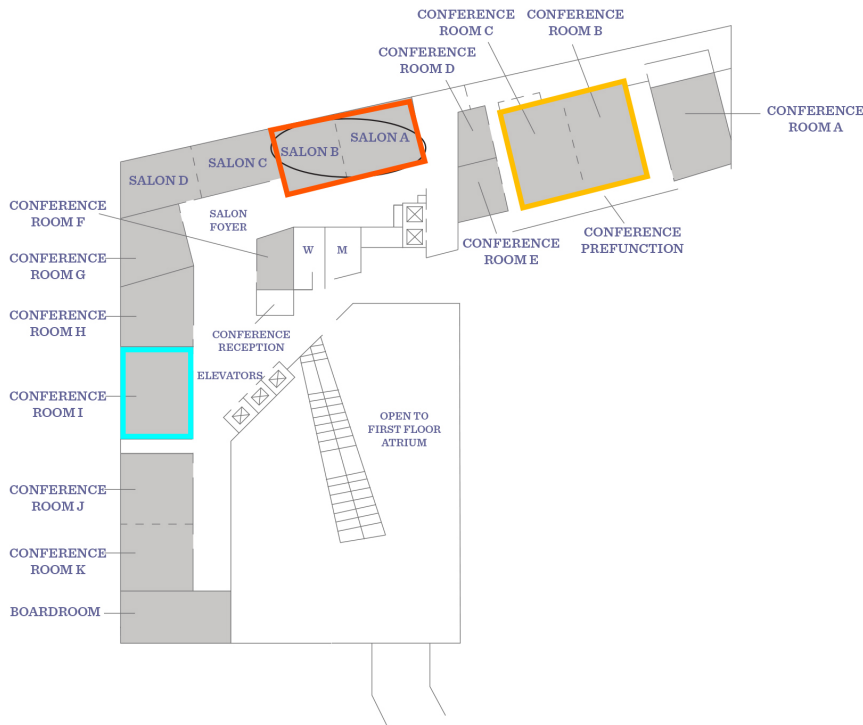 CONFERENCE
ROOM C
CONFERENCE
ROOM B
CONFERENCE
ROOM D
CONFERENCE
ROOM A
SALON A
SALON B
SALON C
SALON D
CONFERENCE
ROOM F
SALON
FOYER
W
M
CONFERENCE
ROOM E
CONFERENCE
PREFUNCTION
CONFERENCE
ROOM G
CONFERENCE
ROOM H
CONFERENCE
RECEPTION
ELEVATORS
CONFERENCE
ROOM I
OPEN TO
FIRST FLOOR
ATRIUM
CONFERENCE
ROOM J
CONFERENCE
ROOM K
BOARDROOM